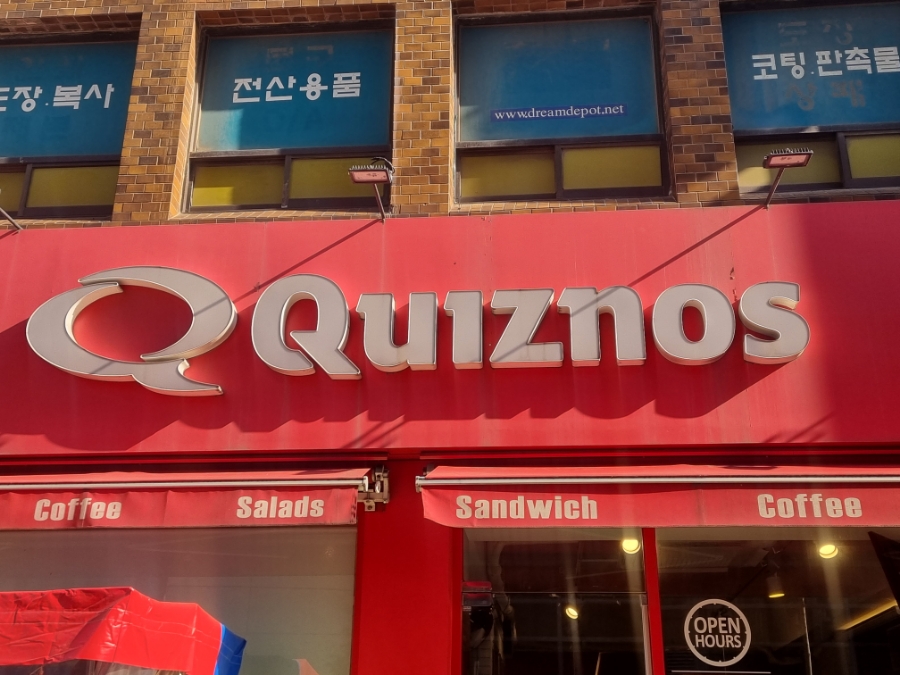 도장.복사
전산용품
www.dreamdepot.net
코팅.판촉물
Quiznos
Coffee
Salads
Sandwich
Coffee
OPEN
HOURS